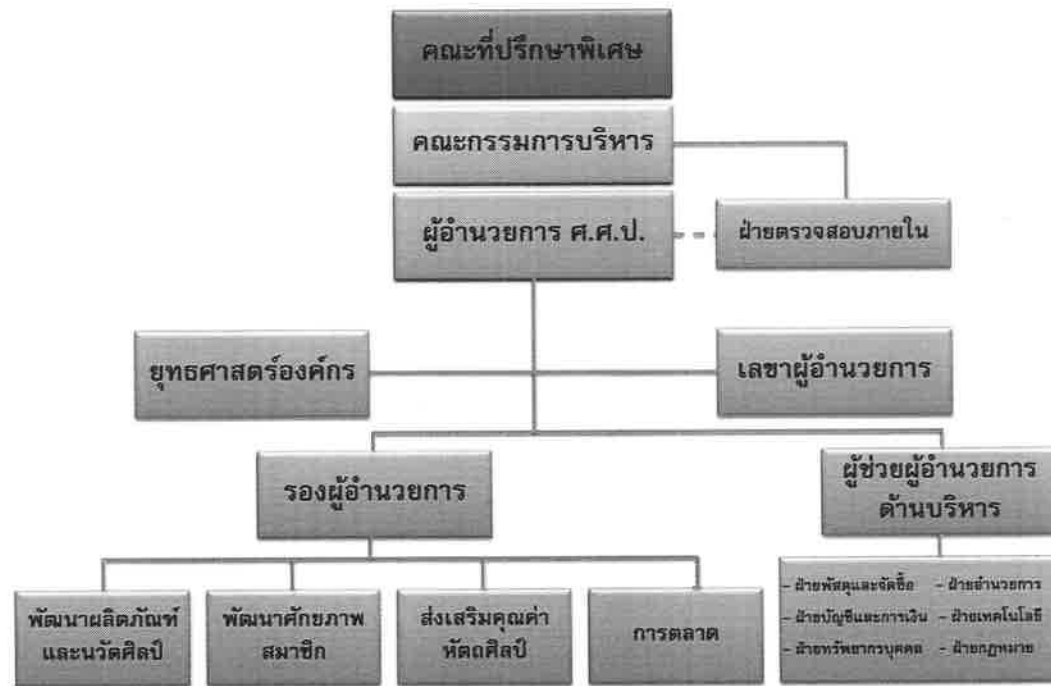 คณะที่ปรึกษาพิเศษ
คณะกรรมการบริหาร
ผู้อำนวยการ ศ.ศ.ป.
ฝ่ายตรวจสอบภายใน
ยุทธศาสตร์องค์กร
เลขาผู้อำนวยการ
รองผู้อำนวยการ
ผู้ช่วยผู้อำนวยการ
ด้านบริหาร
พัฒนาผลิตภัณฑ์
และนวัตศิลป์
พัฒนาศักยภาพ
สมาชิก
ส่งเสริมคุณค่า
หัตถศิลป์
การตลาด
- ฝ่ายพัสดุและจัดซื้อ - ฝ่ายอำนวยการ
- ฝ่ายบัญชีและการเงิน - ฝ่ายเทคโนโลยี
- ฝ่ายทรัพยากรบุคคล - ฝ่ายกฎหมาย